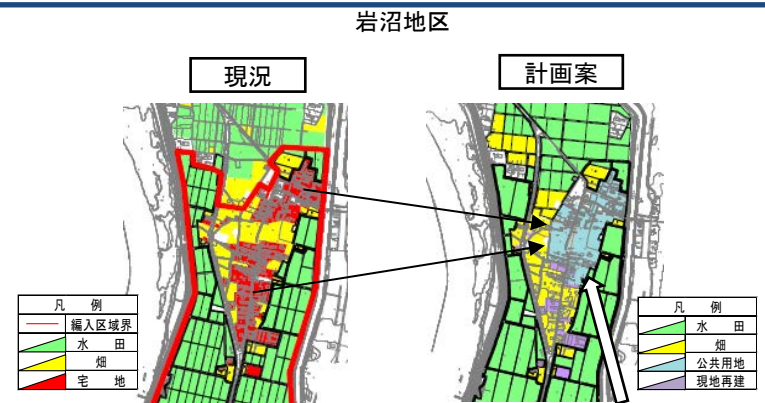 岩沼地区
現況
計画案
凡 例
編入区域界
水 田
畑
宅 地
凡 例
水 田
畑
公共用地
現地再建